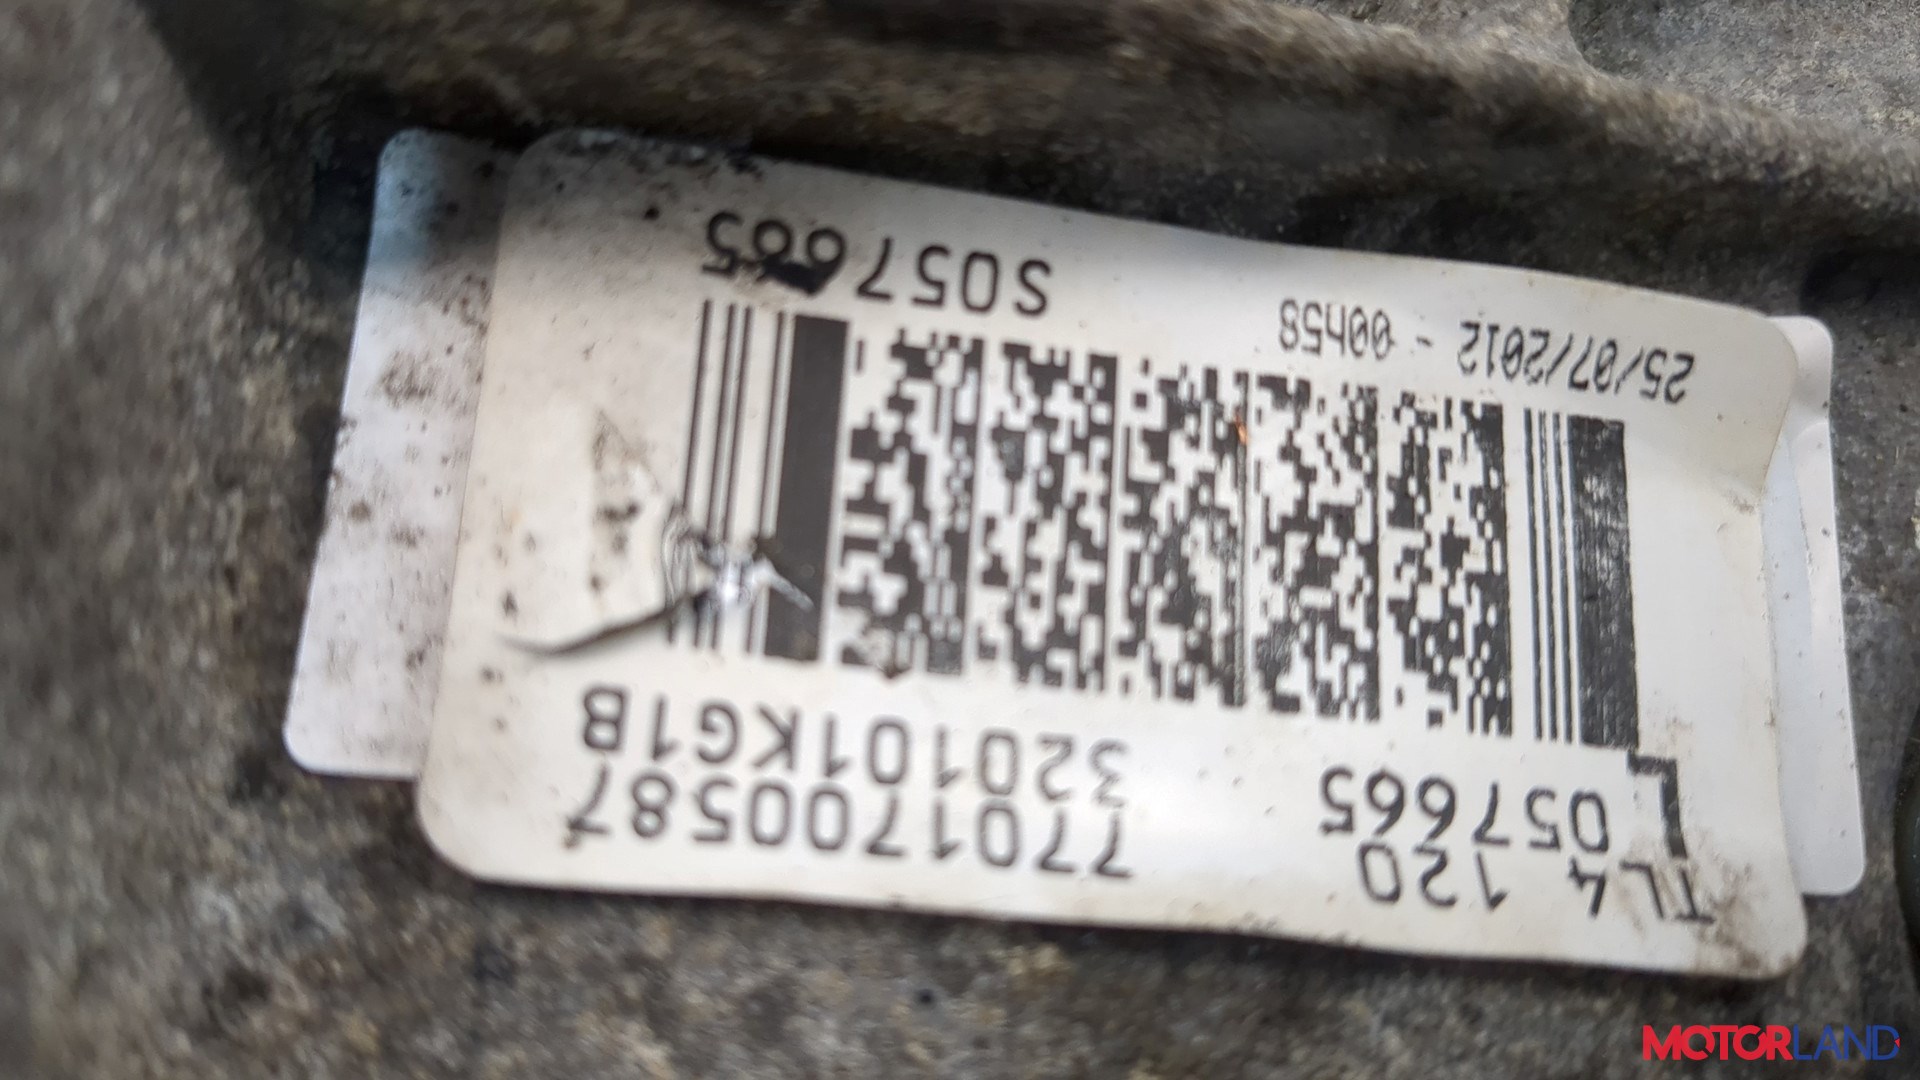 TL4 120 7701700587
L 057665 320101KG1B
25/07/2012 - 00h58 S057665
MOTORLAND